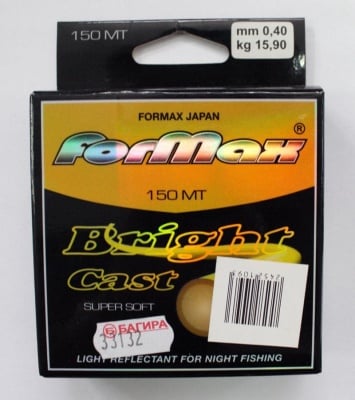 150 MT
mm 0,40
kg 15,90
FORMAX JAPAN
ForMax®
150 MT
Bright
Cast
SUPER SOFT
БАГИРА
33132
LIGHT REFLECTANT FOR NIGHT FISHING